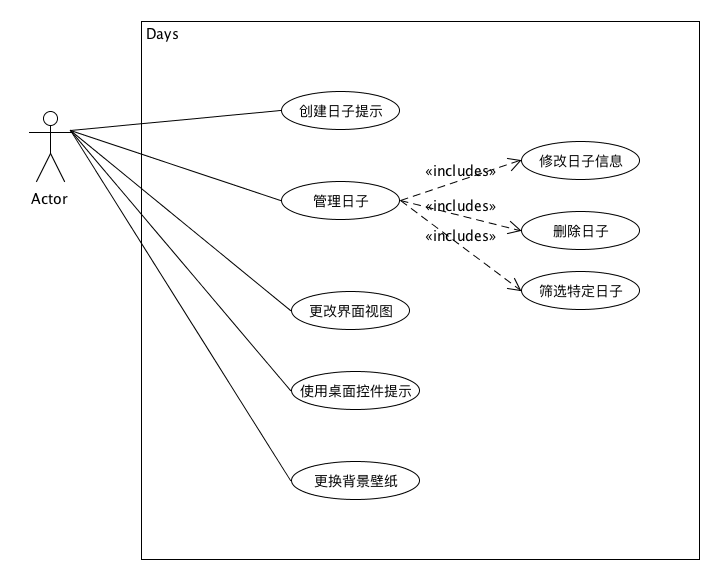 Days
创建日子提示
Actor
管理日子
«includes»
修改日子信息
«includes»
删除日子
«includes»
筛选特定日子
更改界面视图
使用桌面控件提示
更换背景壁纸